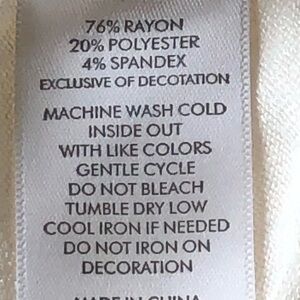 76% RAYON
20% POLYESTER
4% SPANDEX
EXCLUSIVE OF DECOTATION
MACHINE WASH COLD
INSIDE OUT
WITH LIKE COLORS
GENTLE CYCLE
DO NOT BLEACH
TUMBLE DRY LOW
COOL IRON IF NEEDED
DO NOT IRON ON
DECORATION
MADE IN CHINA